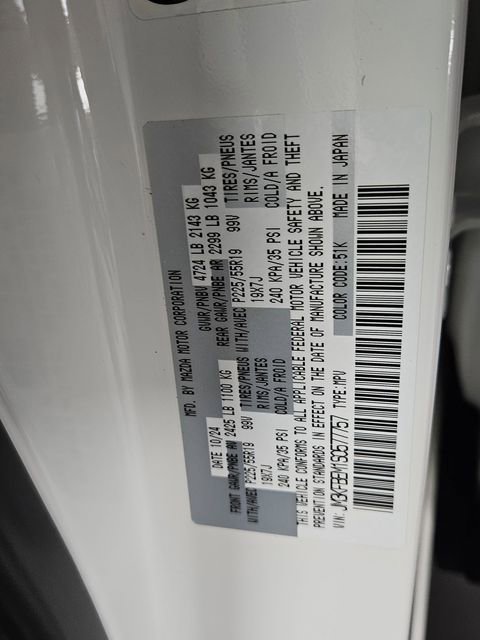 MFD. BY MAZDA MOTOR CORPORATION
DATE 10/24 GVWR/PNBV 4724 LB 2143 KG
FRONT GAWR/PNBE AV 2425 LB 1100 KG REAR GAWR/PNBE AR 2299 LB 1043 KG
WITH/AVEC P225/55R19 99V TIRES/PNEUS WITH/AVEC P225/55R19 99V TIRES/PNEUS
19X7J RIMS/JANTES 19X7J RIMS/JANTES
240 KPA/35 PSI COLD/A FROID 240 KPA/35 PSI COLD/A FROID
THIS VEHICLE CONFORMS TO ALL APPLICABLE FEDERAL MOTOR VEHICLE SAFETY AND THEFT
PREVENTION STANDARDS IN EFFECT ON THE DATE OF MANUFACTURE SHOWN ABOVE.
VIN: JM3KFBEM1S0577757 TYPE:MPV COLOR CODE:51K MADE IN JAPAN